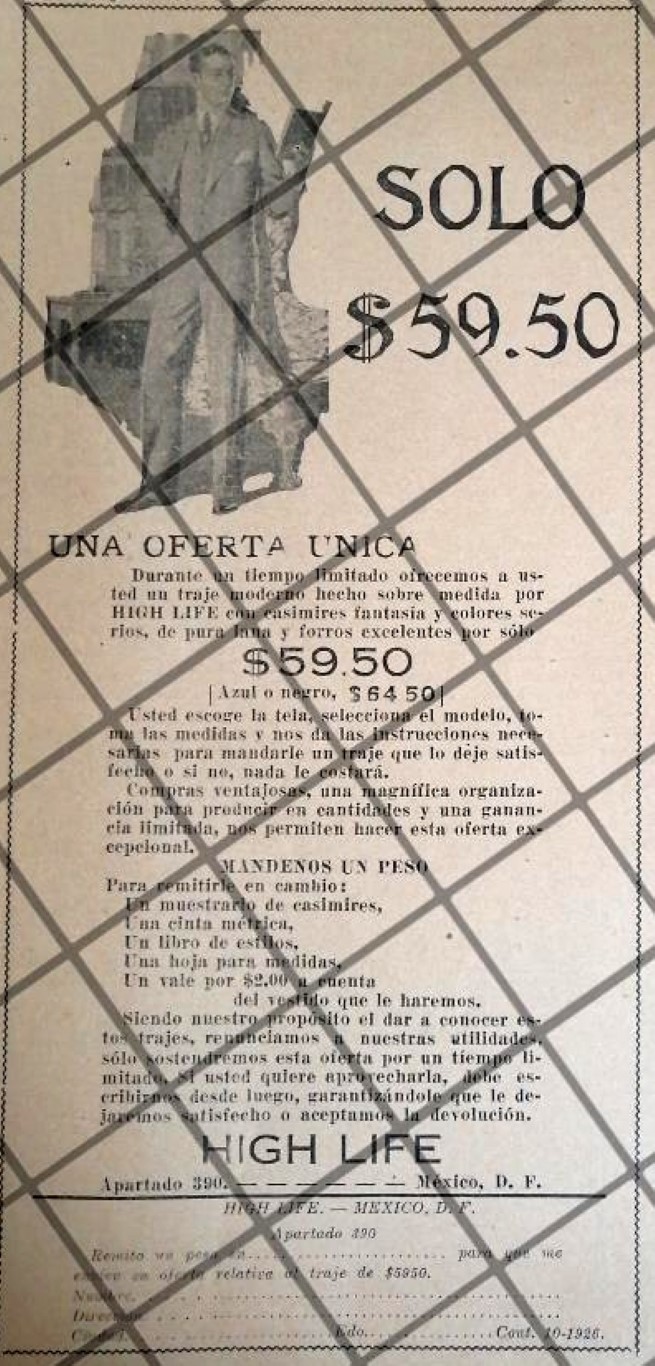 SOLO
$59.50
UNA OFERTA UNICA
Durante un tiempo limitado ofrecemos a us-
ted un traje moderno hecho sobre medida por
HIGH LIFE con casimires fantasía y colores se-
rios, de pura lana y forros excelentes por sólo
$59.50
|Azul o negro, $64 50|
Usted escoge la tela, selecciona el modelo, to-
ma las medidas y nos da las instrucciones nece-
sarias para mandarle un traje que lo deje satis-
fecho o si no, nada le costará.
Compras ventajosas, una magnífica organiza-
ción para producir en cantidades y una ganan-
cia limitada, nos permiten hacer esta oferta ex-
cepcional.
MANDENOS UN PESO
Para remitirle en cambio:
Un muestrario de casimires,
Una cinta métrica,
Un libro de estilos,
Una hoja para medidas,
Un vale por $2.00 a cuenta
del vestido que le haremos.
Siendo nuestro propósito el dar a conocer es-
tos trajes, renunciamos a nuestras utilidades,
sólo sostendremos esta oferta por un tiempo li-
mitado. Si usted quiere aprovecharla, debe es-
cribirnos desde luego, garantizándole que le de-
jaremos satisfecho o aceptamos la devolución.
HIGH LIFE
Apartado 390. — — — — — — México, D. F.
HIGH LIFE. — MEXICO, D. F.
Apartado 390
Remito un peso en........................ para que me
envíen su oferta relativa al traje de $5950.
Nombre.
Dirección
Ciudad. Edo. Cont. 10-1926.